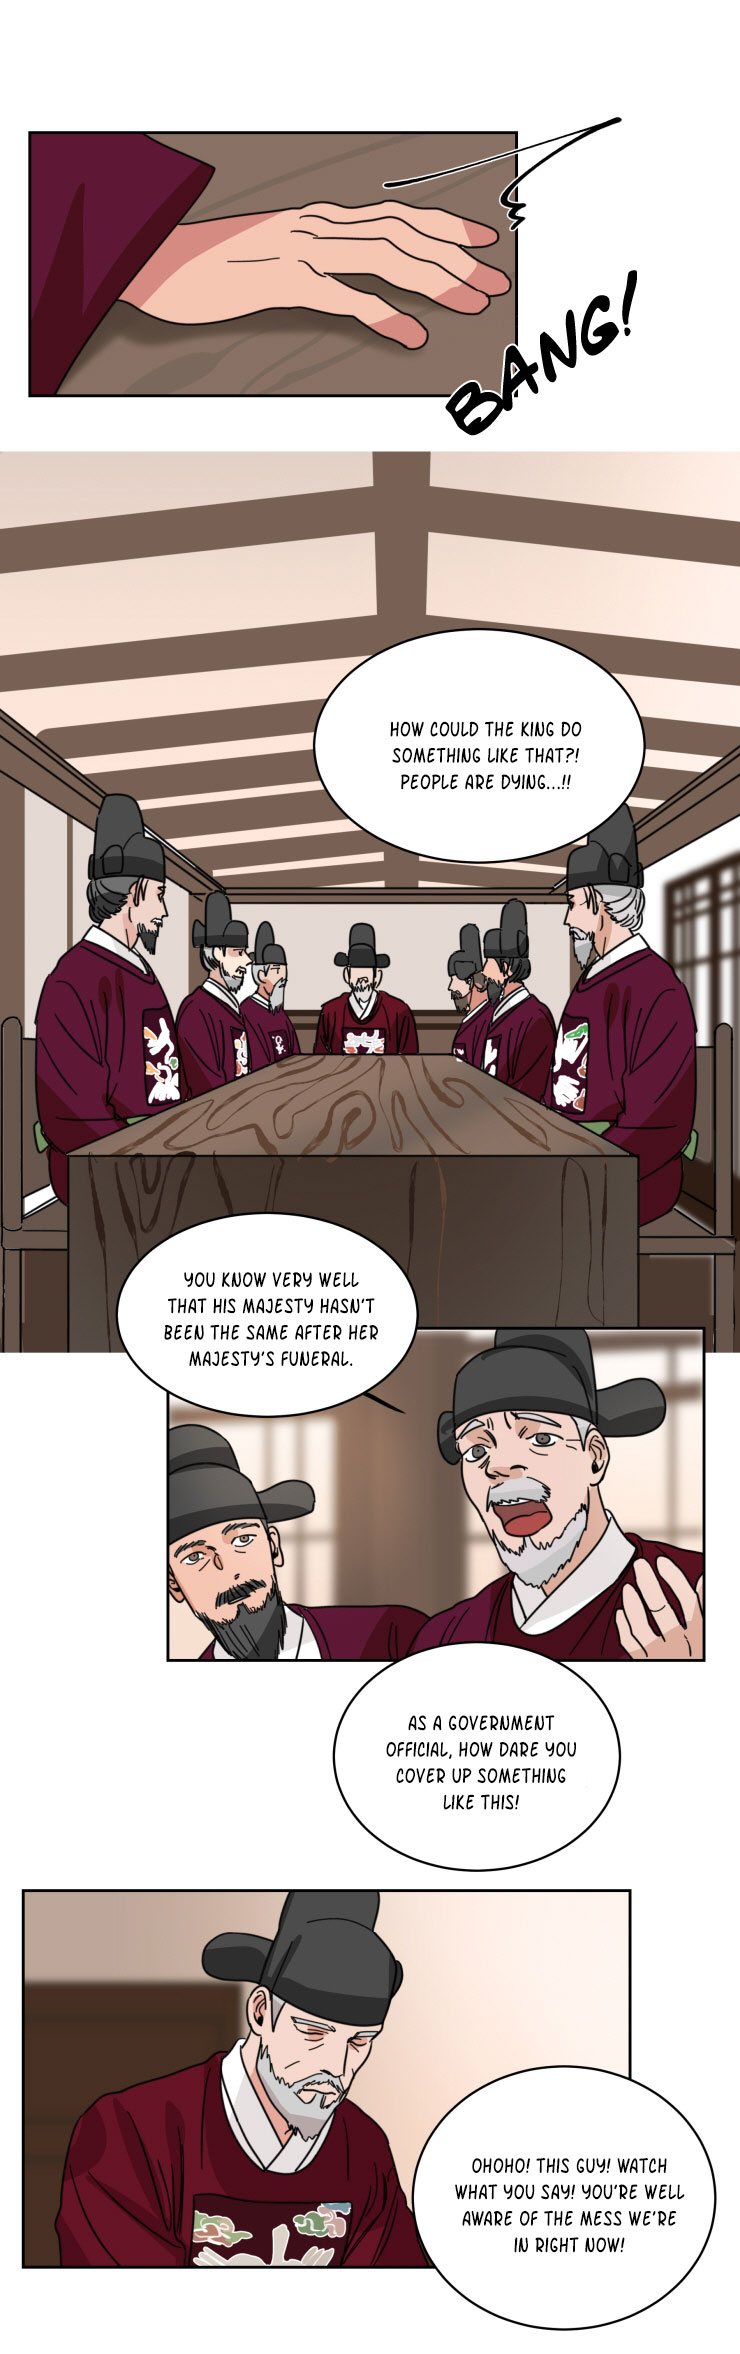 BANG!
HOW COULD THE KING DO
SOMETHING LIKE THAT?!
PEOPLE ARE DYING...!!
YOU KNOW VERY WELL
THAT HIS MAJESTY HASN'T
BEEN THE SAME AFTER HER
MAJESTY'S FUNERAL.
AS A GOVERNMENT
OFFICIAL, HOW DARE YOU
COVER UP SOMETHING
LIKE THIS!
OHOHO! THIS GUY! WATCH
WHAT YOU SAY! YOU'RE WELL
AWARE OF THE MESS WE'RE
IN RIGHT NOW!